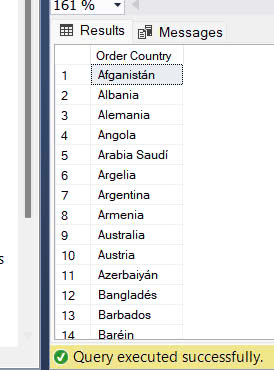 161 %
Results Messages
Order Country
1 Afganistán
2 Albania
3 Alemania
4 Angola
5 Arabia Saudí
6 Argelia
7 Argentina
8 Armenia
9 Australia
10 Austria
11 Azerbaiyán
12 Bangladés
13 Barbados
14 Baréin
s
Query executed successfully.